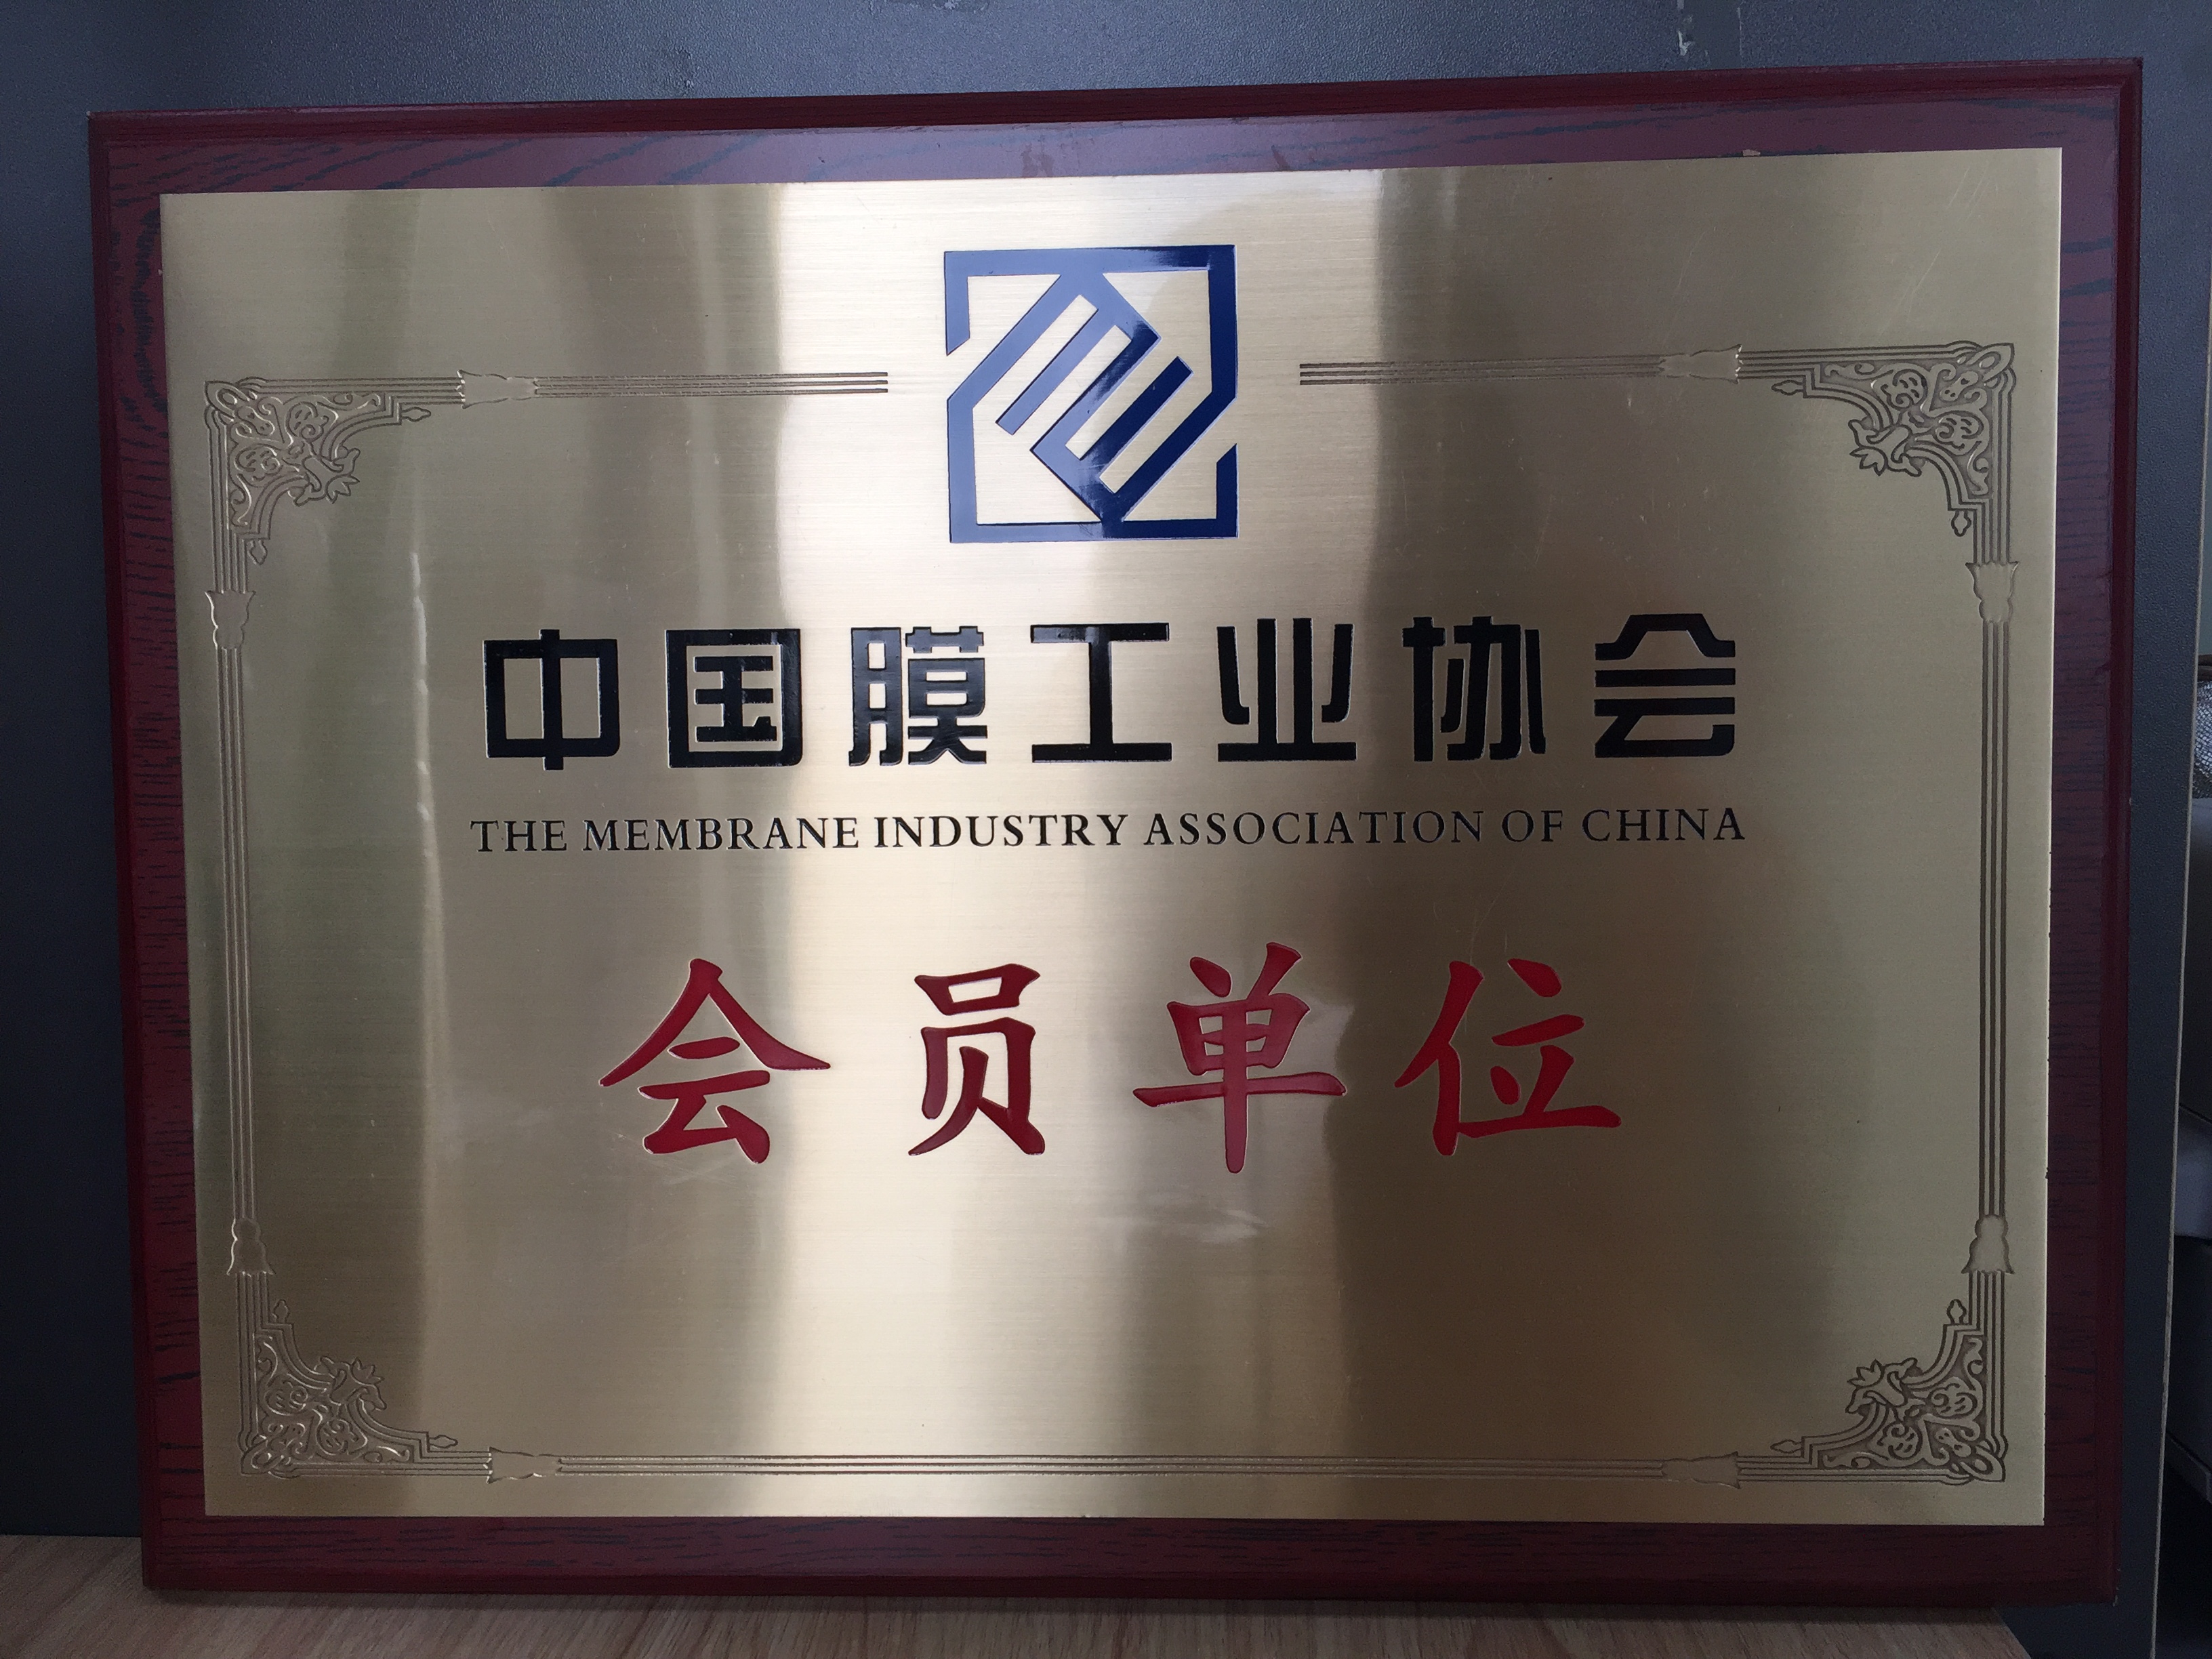 中国膜工业协会
THE MEMBRANE INDUSTRY ASSOCIATION OF CHINA
会员单位